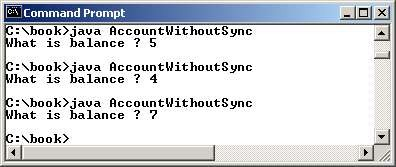 Command Prompt
C:\book>java AccountWithoutSync
What is balance ? 5
C:\book>java AccountWithoutSync
What is balance ? 4
C:\book>java AccountWithoutSync
What is balance ? 7
C:\book>